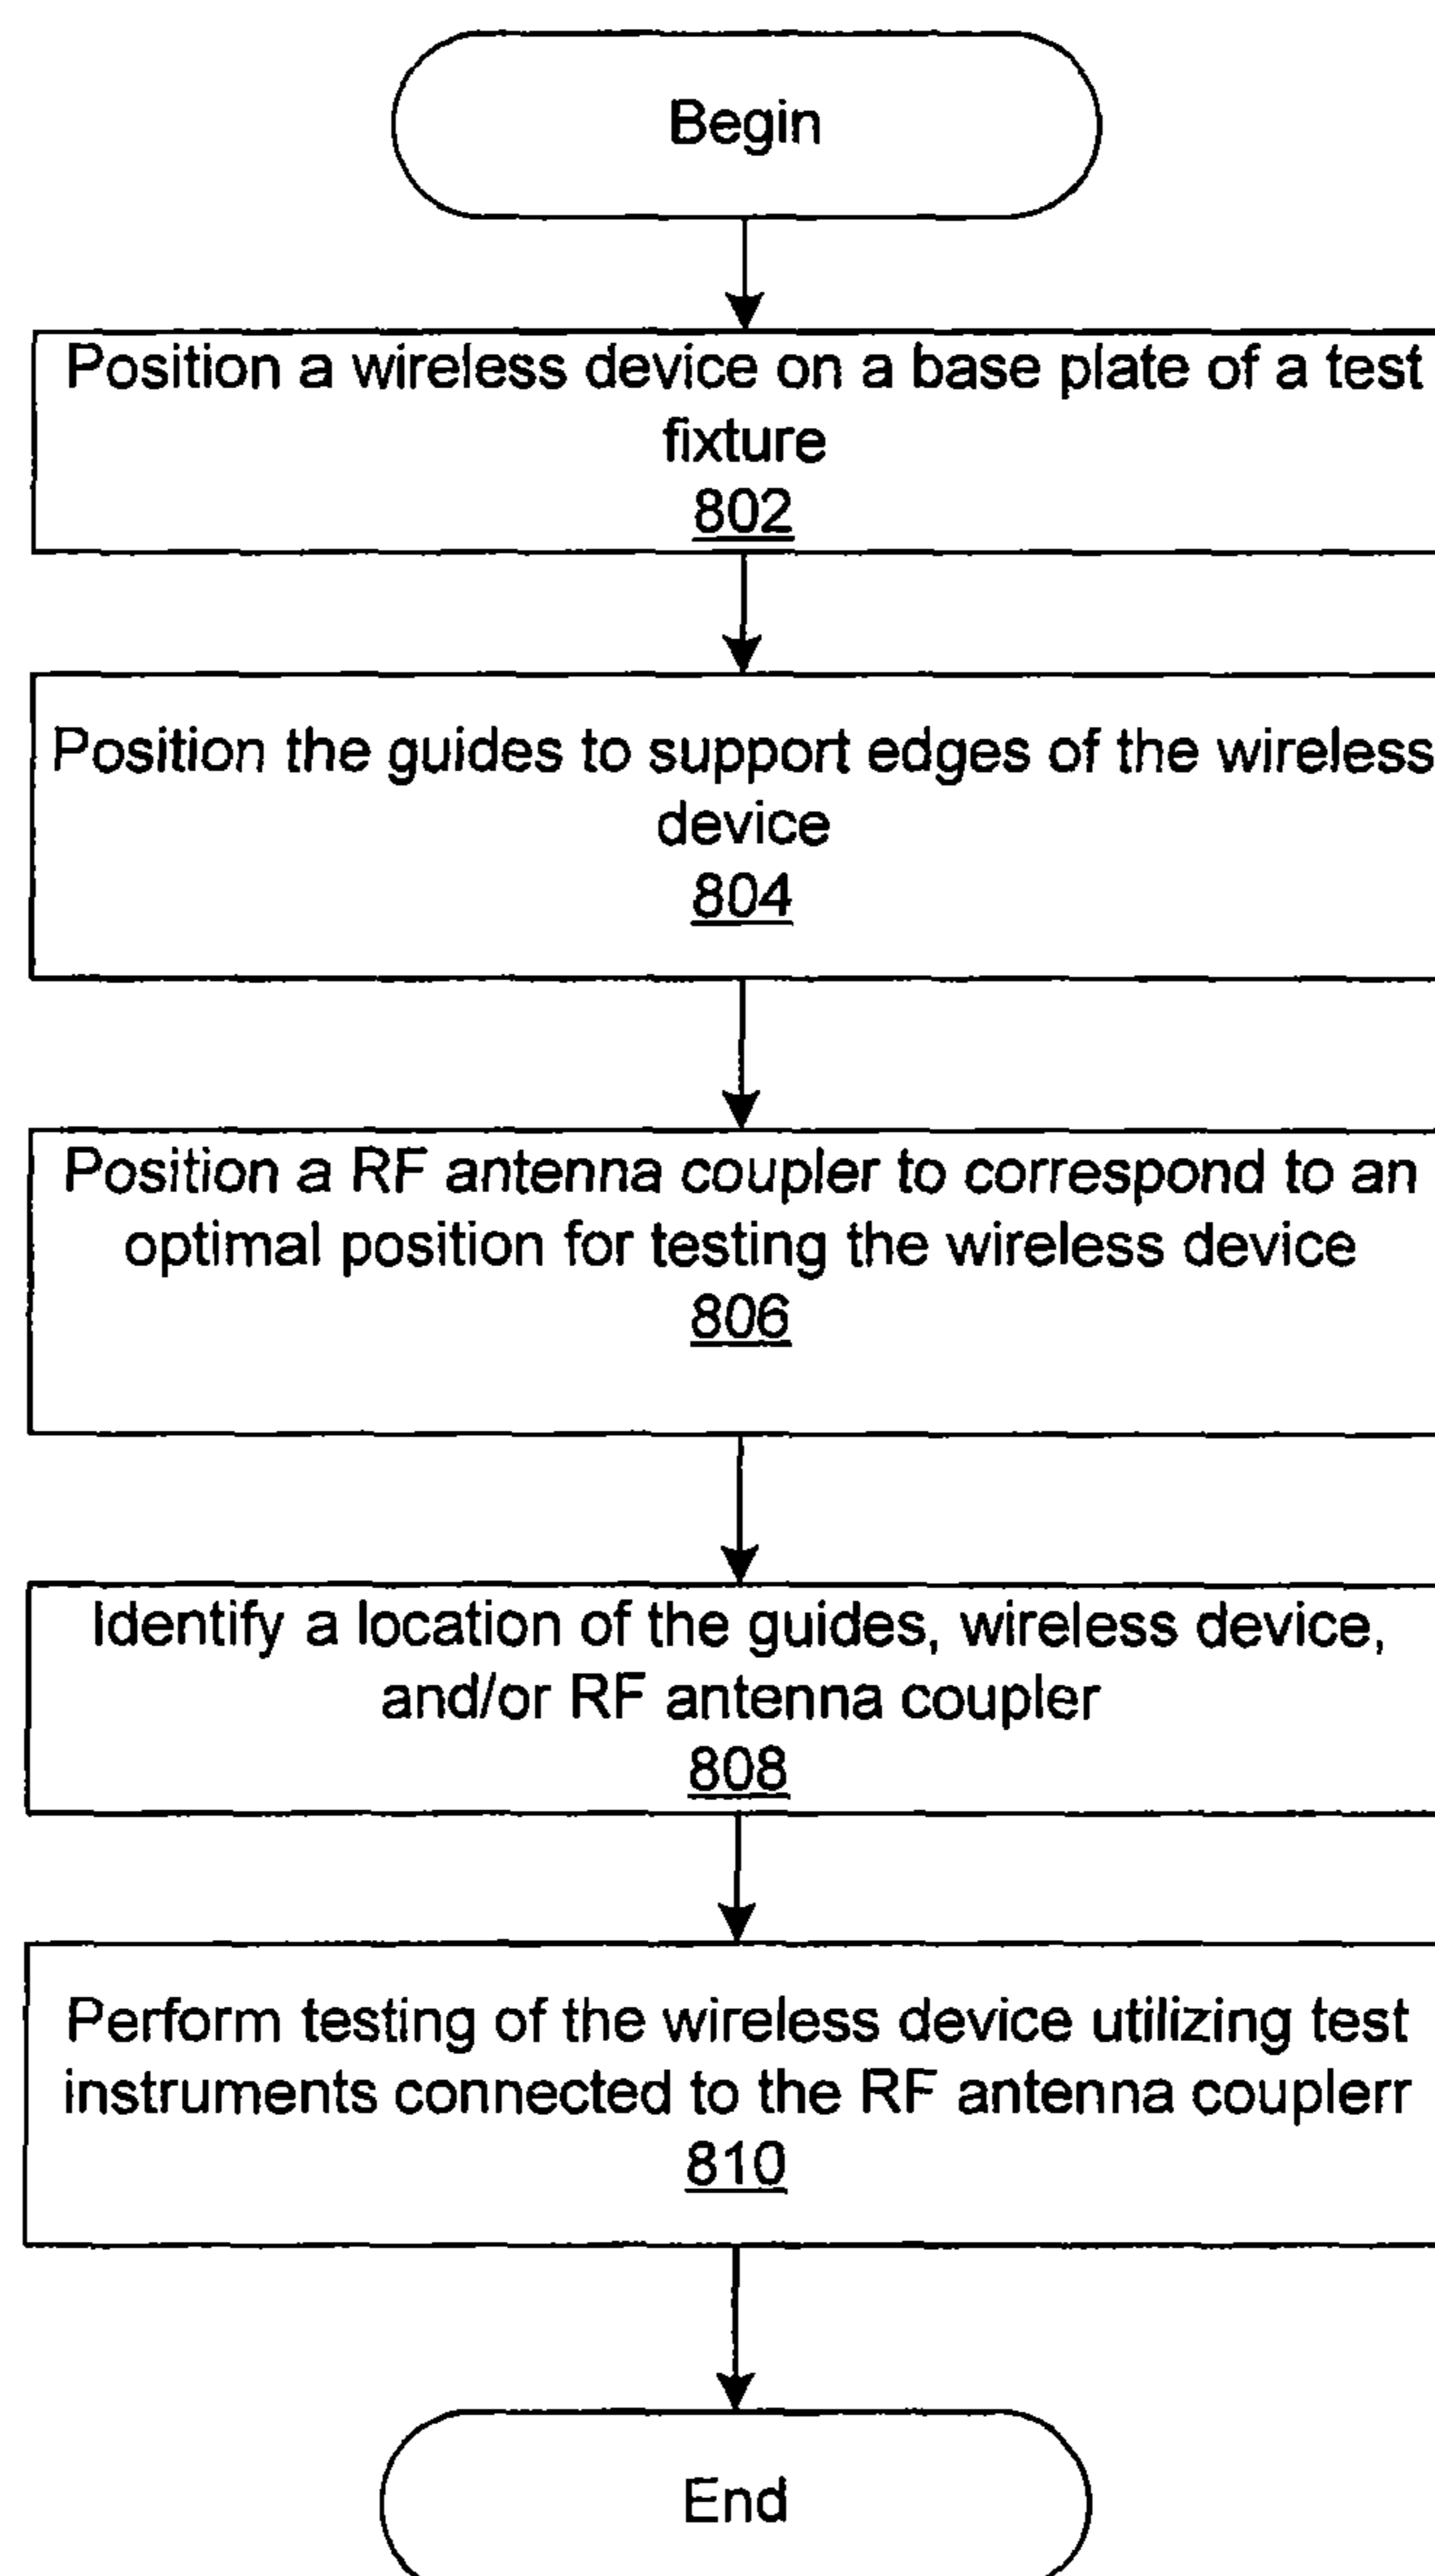 Begin
Position a wireless device on a base plate of a test
fixture
802
Position the guides to support edges of the wireless
device
804
Position a RF antenna coupler to correspond to an
optimal position for testing the wireless device
806
Identify a location of the guides, wireless device,
and/or RF antenna coupler
808
Perform testing of the wireless device utilizing test
instruments connected to the RF antenna couplerr
810
End